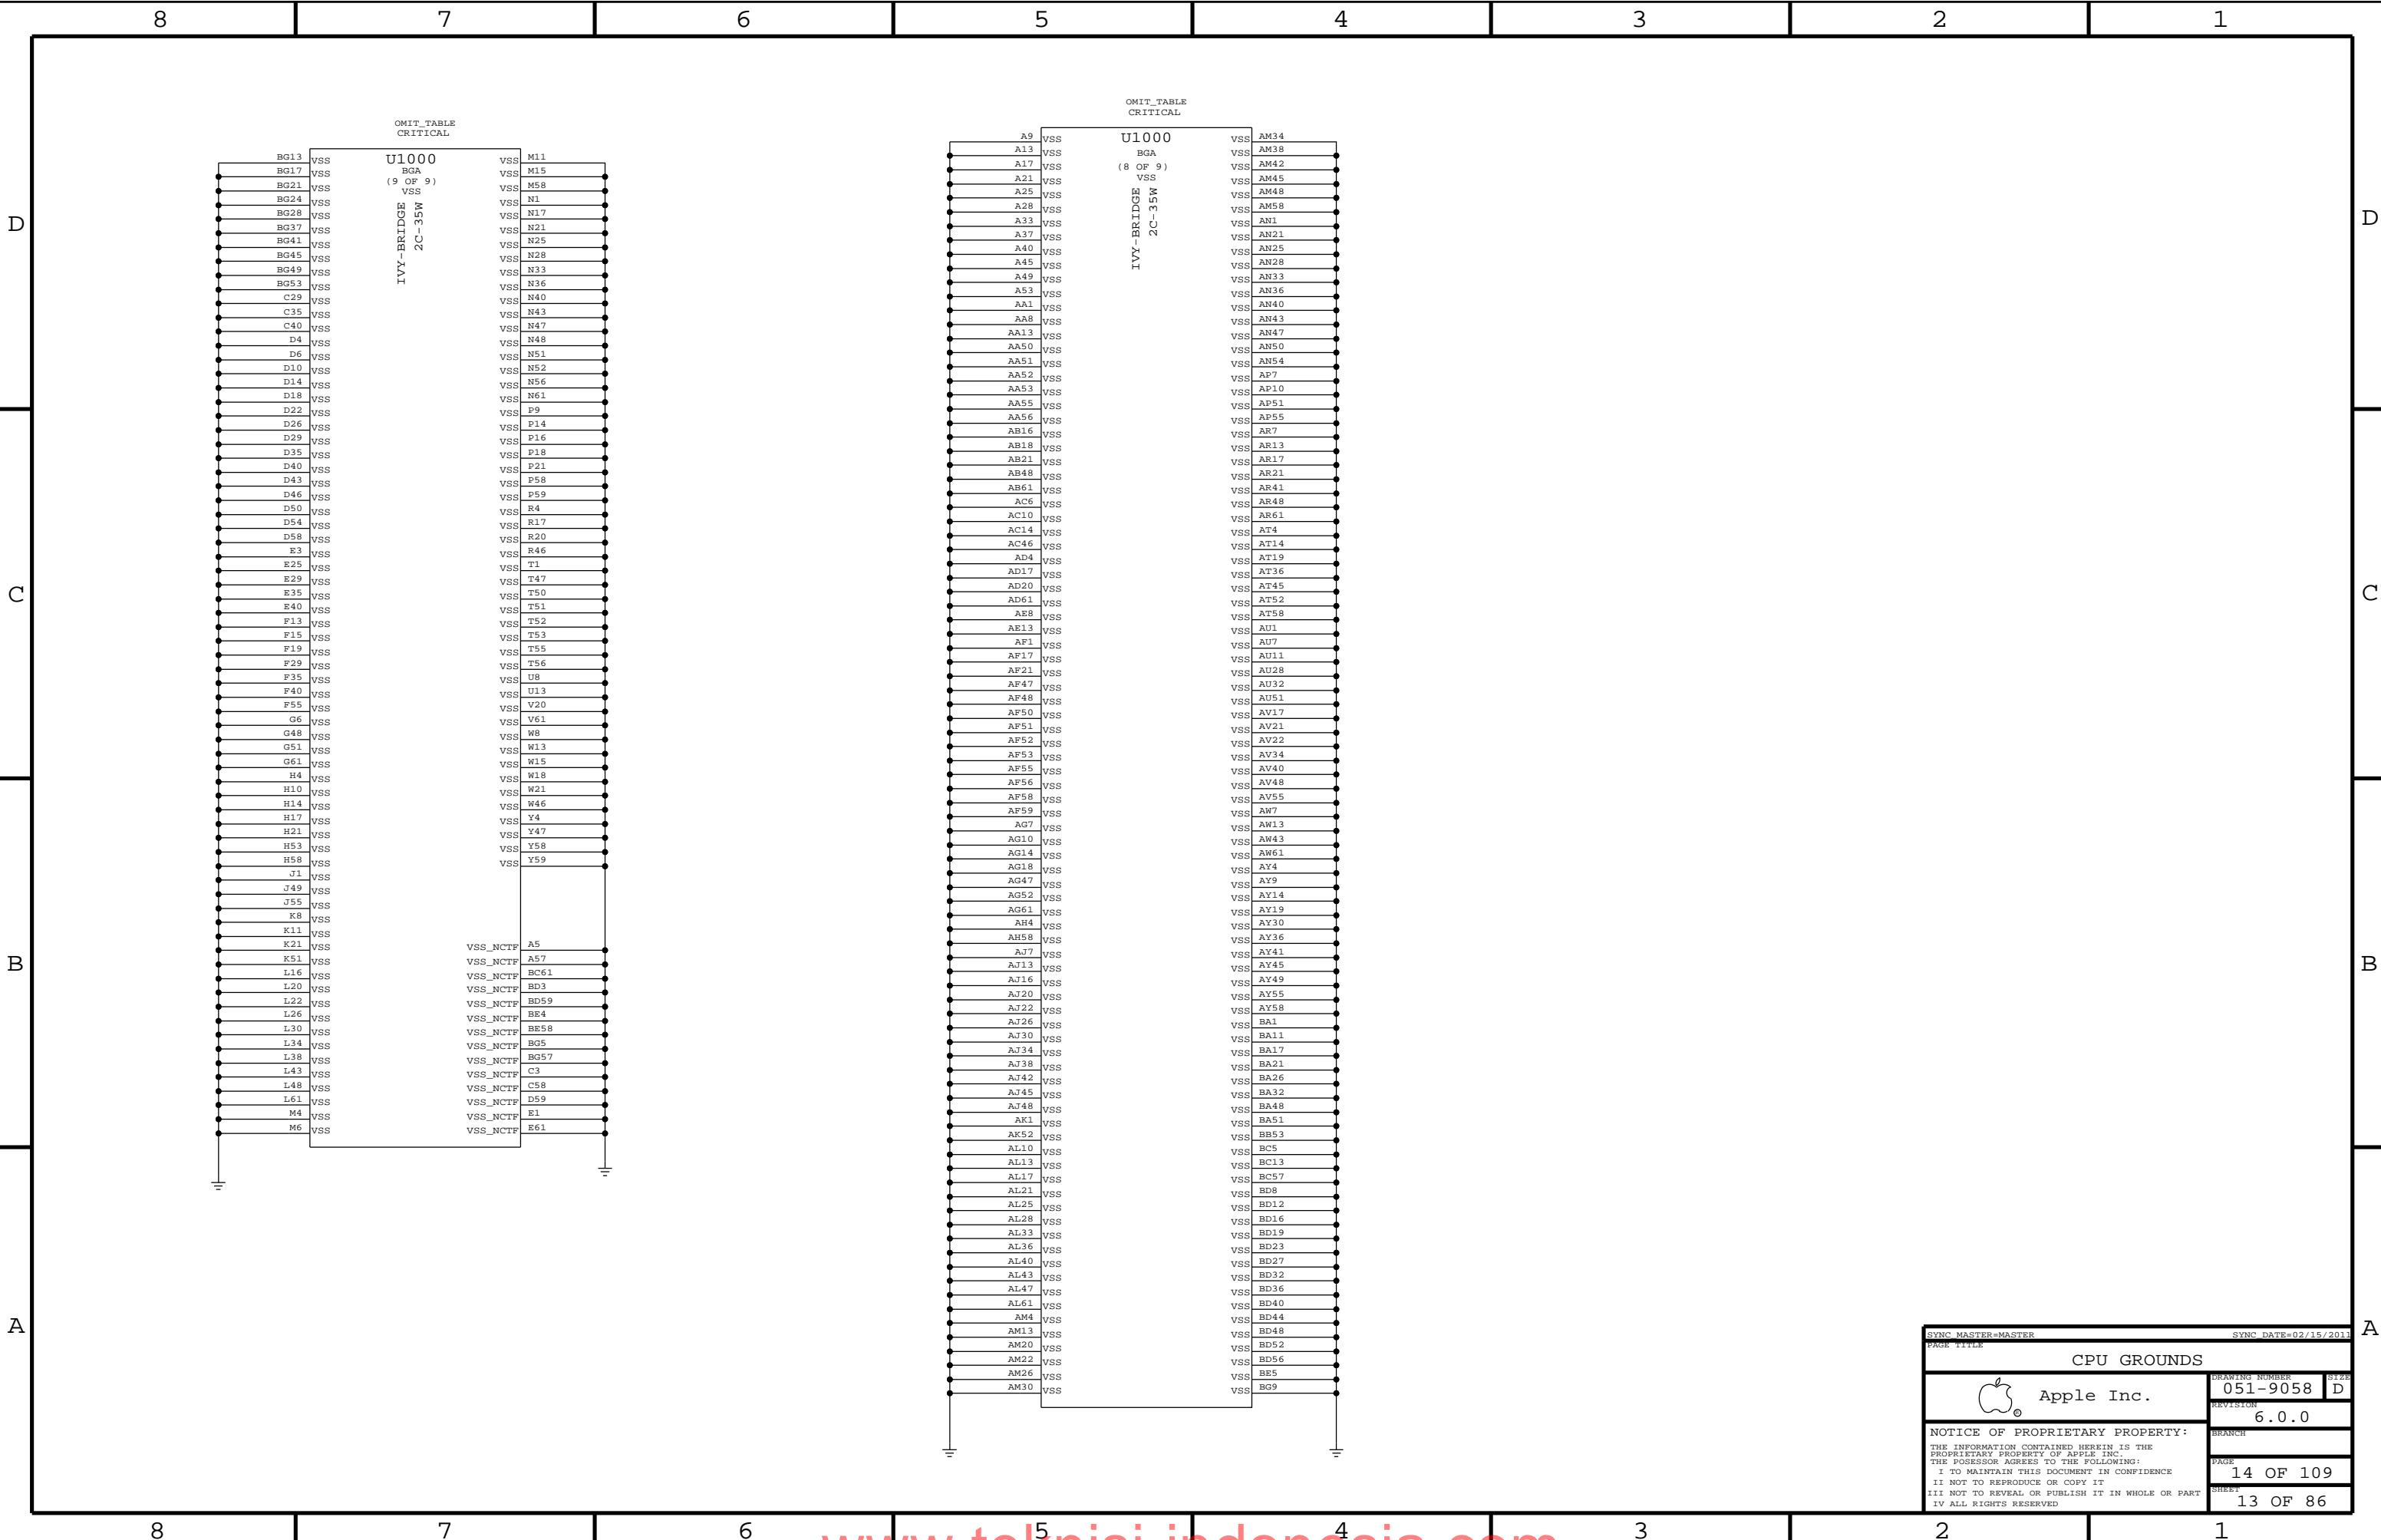 8 7 6 5 4 3 2 1
D
C
B
A
OMIT_TABLE
CRITICAL
U1000
BGA
(9 OF 9)
VSS
IVY-BRIDGE
2C-35W
BG13 VSS VSS M11
BG17 VSS VSS M15
BG21 VSS VSS M58
BG24 VSS VSS N1
BG28 VSS VSS N17
BG37 VSS VSS N21
BG41 VSS VSS N25
BG45 VSS VSS N28
BG49 VSS VSS N33
BG53 VSS VSS N36
C29 VSS VSS N40
C35 VSS VSS N43
C40 VSS VSS N47
D4 VSS VSS N48
D6 VSS VSS N51
D10 VSS VSS N52
D14 VSS VSS N56
D18 VSS VSS N61
D22 VSS VSS P9
D26 VSS VSS P14
D29 VSS VSS P16
D35 VSS VSS P18
D40 VSS VSS P21
D43 VSS VSS P58
D46 VSS VSS P59
D50 VSS VSS R4
D54 VSS VSS R17
D58 VSS VSS R20
E3 VSS VSS R46
E25 VSS VSS T1
E29 VSS VSS T47
E35 VSS VSS T50
E40 VSS VSS T51
F13 VSS VSS T52
F15 VSS VSS T53
F19 VSS VSS T55
F29 VSS VSS T56
F35 VSS VSS U8
F40 VSS VSS U13
F55 VSS VSS V20
G6 VSS VSS V61
G48 VSS VSS W8
G51 VSS VSS W13
G61 VSS VSS W15
H4 VSS VSS W18
H10 VSS VSS W21
H14 VSS VSS W46
H17 VSS VSS Y4
H21 VSS VSS Y47
H53 VSS VSS Y58
H58 VSS VSS Y59
J1 VSS
J49 VSS
J55 VSS
K8 VSS
K11 VSS
K21 VSS VSS_NCTF A5
K51 VSS VSS_NCTF A57
L16 VSS VSS_NCTF BC61
L20 VSS VSS_NCTF BD3
L22 VSS VSS_NCTF BD59
L26 VSS VSS_NCTF BE4
L30 VSS VSS_NCTF BE58
L34 VSS VSS_NCTF BG5
L38 VSS VSS_NCTF BG57
L43 VSS VSS_NCTF C3
L48 VSS VSS_NCTF C58
L61 VSS VSS_NCTF D59
M4 VSS VSS_NCTF E1
M6 VSS VSS_NCTF E61
OMIT_TABLE
CRITICAL
U1000
BGA
(8 OF 9)
VSS
IVY-BRIDGE
2C-35W
A9 VSS VSS AM34
A13 VSS VSS AM38
A17 VSS VSS AM42
A21 VSS VSS AM45
A25 VSS VSS AM48
A28 VSS VSS AM58
A33 VSS VSS AN1
A37 VSS VSS AN21
A40 VSS VSS AN25
A45 VSS VSS AN28
A49 VSS VSS AN33
A53 VSS VSS AN36
AA1 VSS VSS AN40
AA8 VSS VSS AN43
AA13 VSS VSS AN47
AA50 VSS VSS AN50
AA51 VSS VSS AN54
AA52 VSS VSS AP7
AA53 VSS VSS AP10
AA55 VSS VSS AP51
AA56 VSS VSS AP55
AB16 VSS VSS AR7
AB18 VSS VSS AR13
AB21 VSS VSS AR17
AB48 VSS VSS AR21
AB61 VSS VSS AR41
AC6 VSS VSS AR48
AC10 VSS VSS AR61
AC14 VSS VSS AT4
AC46 VSS VSS AT14
AD4 VSS VSS AT19
AD17 VSS VSS AT36
AD20 VSS VSS AT45
AD61 VSS VSS AT52
AE8 VSS VSS AT58
AE13 VSS VSS AU1
AF1 VSS VSS AU7
AF17 VSS VSS AU11
AF21 VSS VSS AU28
AF47 VSS VSS AU32
AF48 VSS VSS AU51
AF50 VSS VSS AV17
AF51 VSS VSS AV21
AF52 VSS VSS AV22
AF53 VSS VSS AV34
AF55 VSS VSS AV40
AF56 VSS VSS AV48
AF58 VSS VSS AV55
AF59 VSS VSS AW7
AG7 VSS VSS AW13
AG10 VSS VSS AW43
AG14 VSS VSS AW61
AG18 VSS VSS AY4
AG47 VSS VSS AY9
AG52 VSS VSS AY14
AG61 VSS VSS AY19
AH4 VSS VSS AY30
AH58 VSS VSS AY36
AJ7 VSS VSS AY41
AJ13 VSS VSS AY45
AJ16 VSS VSS AY49
AJ20 VSS VSS AY55
AJ22 VSS VSS AY58
AJ26 VSS VSS BA1
AJ30 VSS VSS BA11
AJ34 VSS VSS BA17
AJ38 VSS VSS BA21
AJ42 VSS VSS BA26
AJ45 VSS VSS BA32
AJ48 VSS VSS BA48
AK1 VSS VSS BA51
AK52 VSS VSS BB53
AL10 VSS VSS BC5
AL13 VSS VSS BC13
AL17 VSS VSS BC57
AL21 VSS VSS BD8
AL25 VSS VSS BD12
AL28 VSS VSS BD16
AL33 VSS VSS BD19
AL36 VSS VSS BD23
AL40 VSS VSS BD27
AL43 VSS VSS BD32
AL47 VSS VSS BD36
AL61 VSS VSS BD40
AM4 VSS VSS BD44
AM13 VSS VSS BD48
AM20 VSS VSS BD52
AM22 VSS VSS BD56
AM26 VSS VSS BE5
AM30 VSS VSS BG9
D
C
B
A
SYNC_MASTER=MASTER SYNC_DATE=02/15/2011
PAGE TITLE
CPU GROUNDS
Apple Inc.
®
DRAWING NUMBER
051-9058
SIZE
D
REVISION
6.0.0
BRANCH
PAGE
14 OF 109
SHEET
13 OF 86
NOTICE OF PROPRIETARY PROPERTY:
THE INFORMATION CONTAINED HEREIN IS THE
PROPRIETARY PROPERTY OF APPLE INC.
THE POSESSOR AGREES TO THE FOLLOWING:
I TO MAINTAIN THIS DOCUMENT IN CONFIDENCE
II NOT TO REPRODUCE OR COPY IT
III NOT TO REVEAL OR PUBLISH IT IN WHOLE OR PART
IV ALL RIGHTS RESERVED
8 7 6 5 4 3 2 1
www.teknisi-indonesia.com